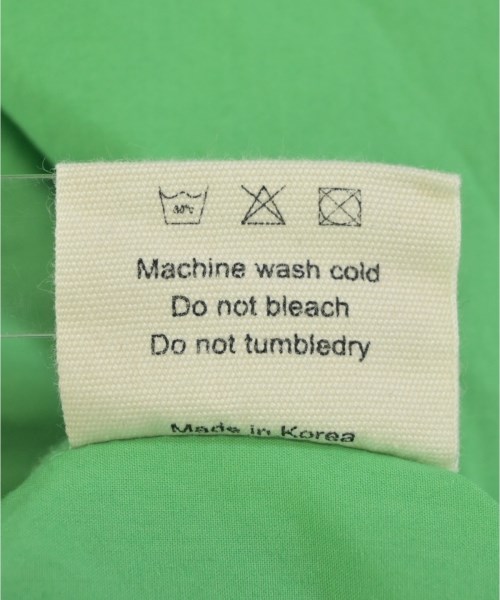 30°c
Machine wash cold
Do not bleach
Do not tumbledry
Made in Korea